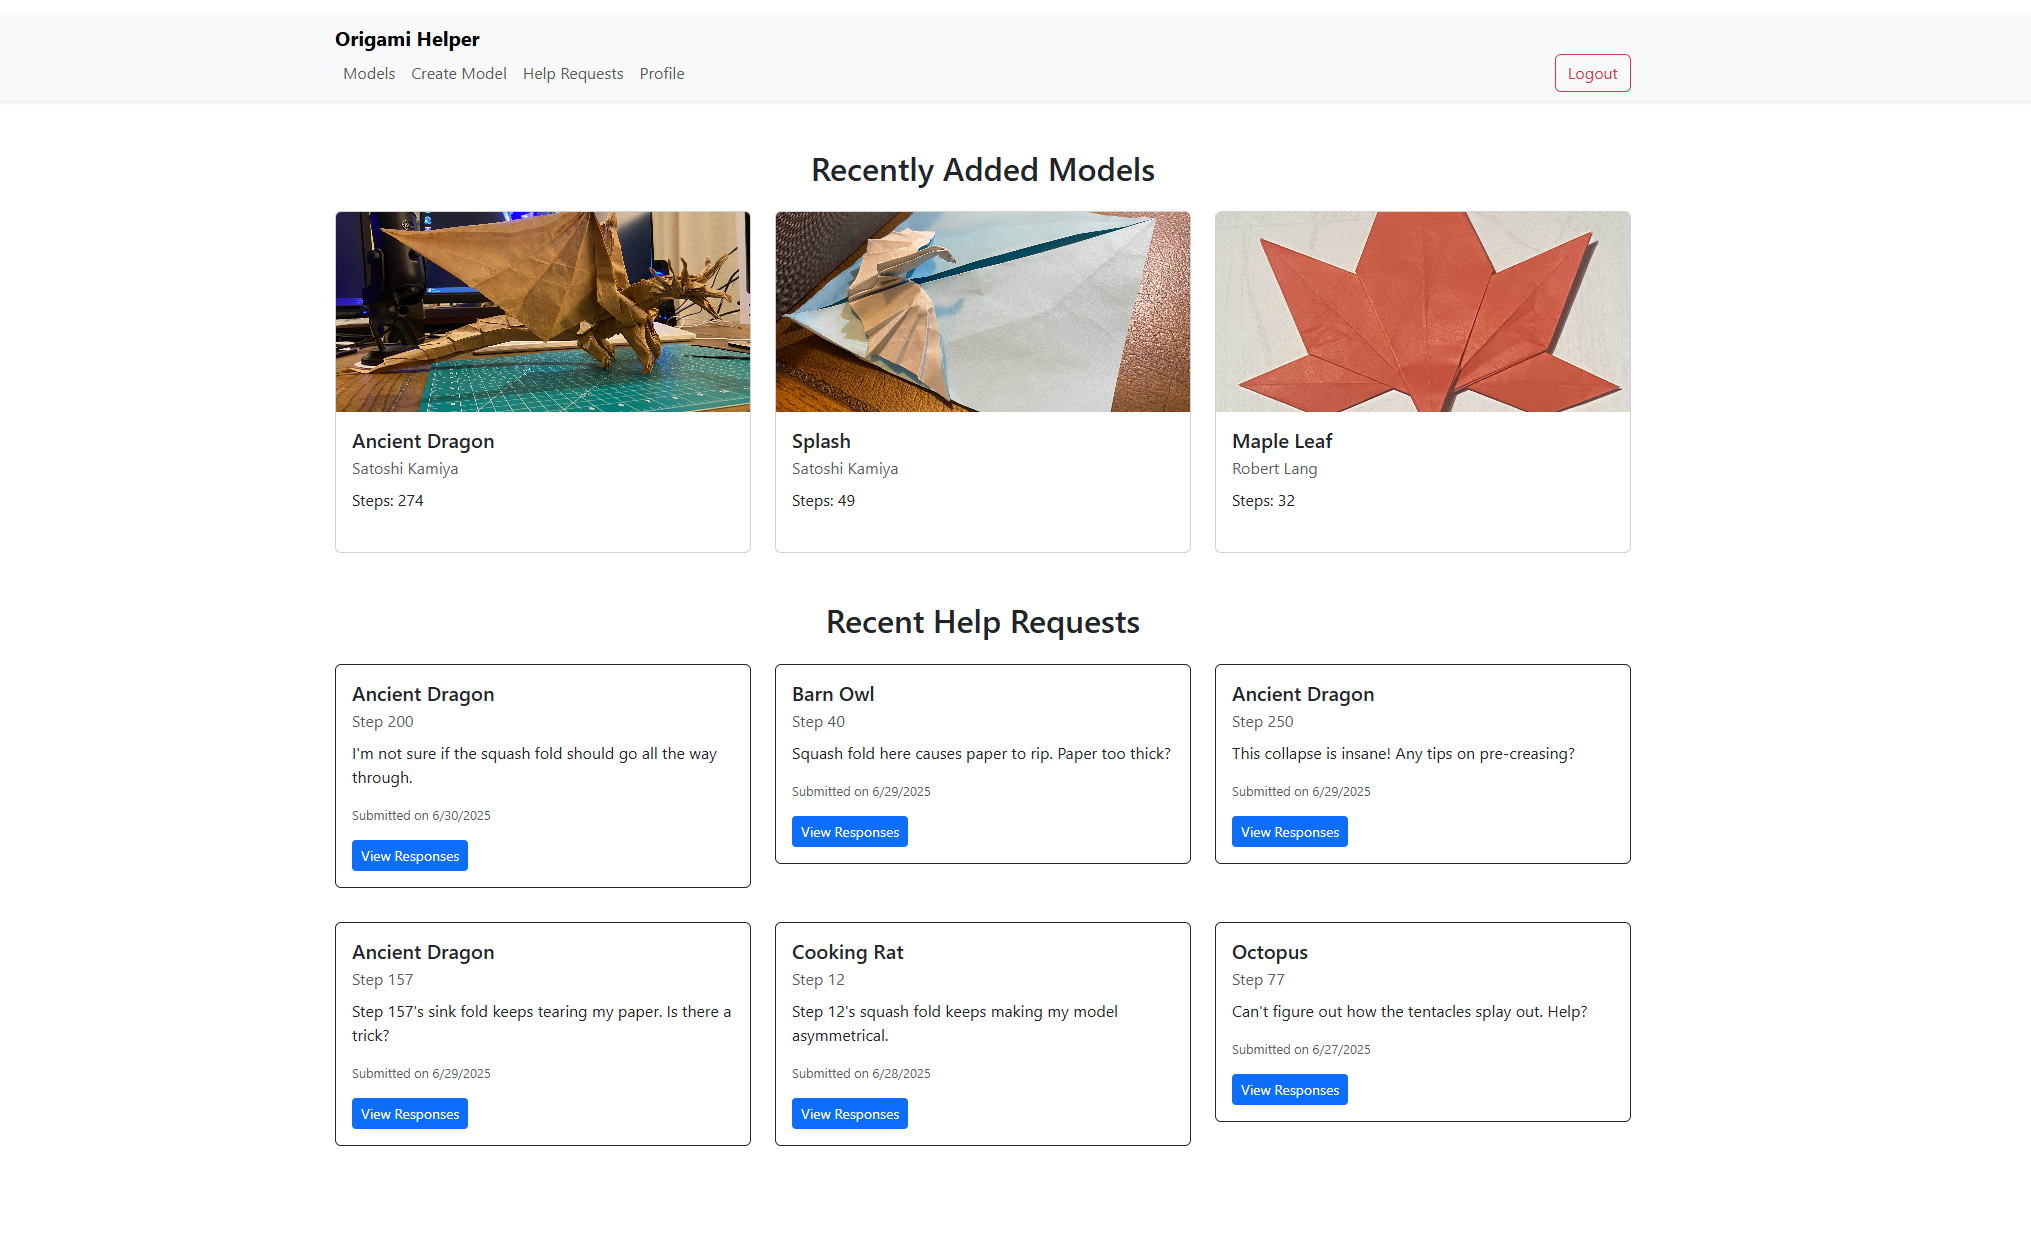 Origami Helper
Models Create Model Help Requests Profile Logout
Recently Added Models
Ancient Dragon
Satoshi Kamiya
Steps: 274
Splash
Satoshi Kamiya
Steps: 49
Maple Leaf
Robert Lang
Steps: 32
Recent Help Requests
Ancient Dragon
Step 200
I'm not sure if the squash fold should go all the way
through.
Submitted on 6/30/2025
View Responses
Barn Owl
Step 40
Squash fold here causes paper to rip. Paper too thick?
Submitted on 6/29/2025
View Responses
Ancient Dragon
Step 250
This collapse is insane! Any tips on pre-creasing?
Submitted on 6/29/2025
View Responses
Ancient Dragon
Step 157
Step 157's sink fold keeps tearing my paper. Is there a
trick?
Submitted on 6/29/2025
View Responses
Cooking Rat
Step 12
Step 12's squash fold keeps making my model
asymmetrical.
Submitted on 6/28/2025
View Responses
Octopus
Step 77
Can't figure out how the tentacles splay out. Help?
Submitted on 6/27/2025
View Responses